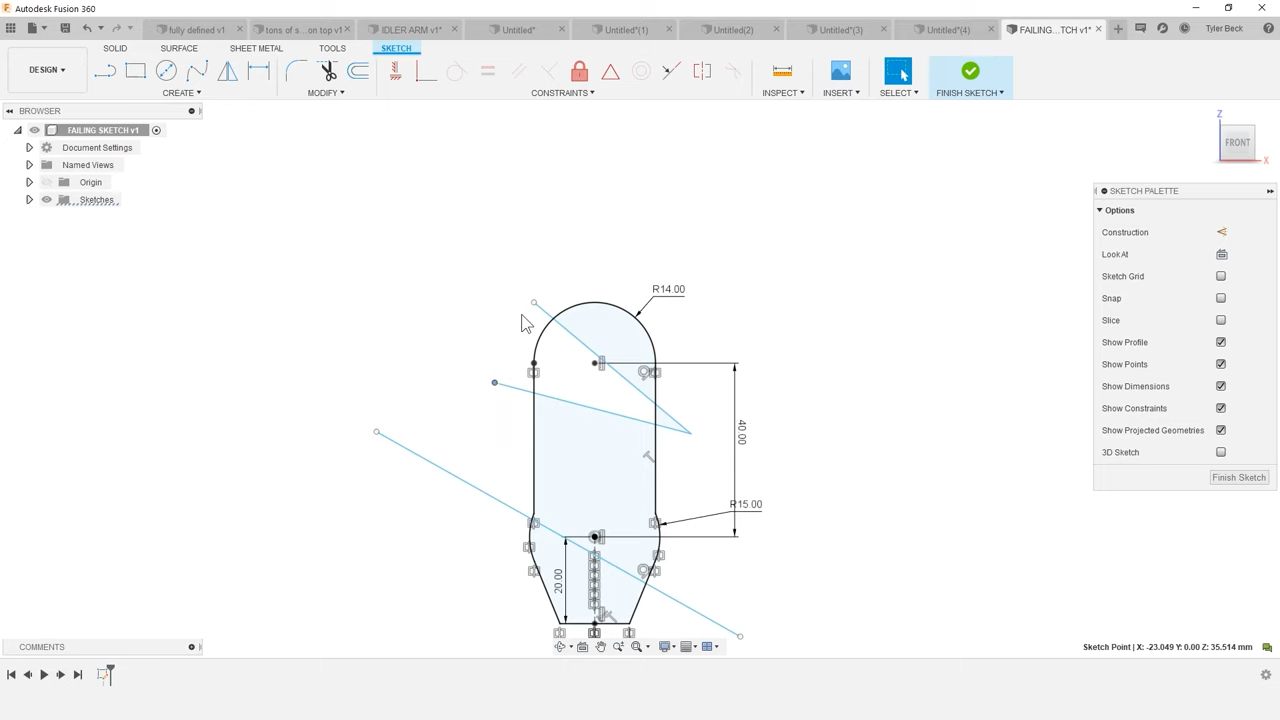 Autodesk Fusion 360
fully defined v1
tons of s...on top v1*
IDLER ARM v1*
Untitled*
Untitled*(1)
Untitled(2)
Untitled*(3)
Untitled*(4)
FAILING...TCH v1*
Tyler Beck
SOLID
SURFACE
SHEET METAL
TOOLS
SKETCH
DESIGN
CREATE
MODIFY
CONSTRAINTS
INSPECT
INSERT
SELECT
FINISH SKETCH
BROWSER
FAILING SKETCH v1
Document Settings
Named Views
Origin
Sketches
Z
FRONT
X
SKETCH PALETTE
Options
Construction
Look At
Sketch Grid
Snap
Slice
Show Profile
Show Points
Show Dimensions
Show Constraints
Show Projected Geometries
3D Sketch
Finish Sketch
R14.00
40.00
R15.00
20.00
COMMENTS
Sketch Point | X: -23.049 Y: 0.00 Z: 35.514 mm